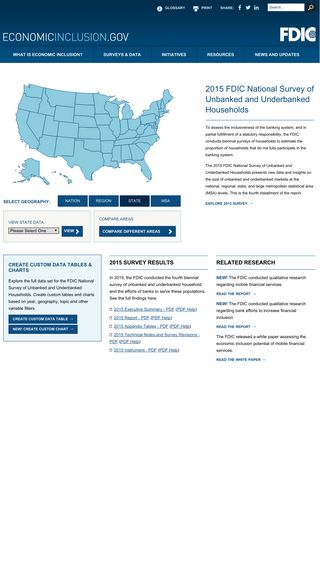 GLOSSARY PRINT SHARE: Search...
ECONOMICINCLUSION.GOV
FDIC
WHAT IS ECONOMIC INCLUSION? SURVEYS & DATA INITIATIVES RESOURCES NEWS AND UPDATES
2015 FDIC National Survey of
Unbanked and Underbanked
Households
To assess the inclusiveness of the banking system, and in
partial fulfillment of a statutory responsibility, the FDIC
conducts biennial surveys of households to estimate the
proportion of households that do not fully participate in the
banking system.
The 2015 FDIC National Survey of Unbanked and
Underbanked Households presents new data and insights on
the size of unbanked and underbanked markets at the
national, regional, state, and large metropolitan statistical area
(MSA) levels. This is the fourth installment of the report.
EXPLORE 2015 SURVEY →
SELECT GEOGRAPHY: NATION REGION STATE MSA
VIEW STATE DATA
Please Select One VIEW
COMPARE AREAS
COMPARE DIFFERENT AREAS
CREATE CUSTOM DATA TABLES &
CHARTS
Explore the full data set for the FDIC National
Survey of Unbanked and Underbanked
Households. Create custom tables and charts
based on year, geography, topic and other
variable filters.
CREATE CUSTOM DATA TABLE →
NEW! CREATE CUSTOM CHART →
2015 SURVEY RESULTS
In 2015, the FDIC conducted the fourth biennial
survey of unbanked and underbanked household
and the efforts of banks to serve these populations.
See the full findings here.
2015 Executive Summary - PDF (PDF Help)
2015 Report - PDF (PDF Help)
2015 Appendix Tables - PDF (PDF Help)
2015 Technical Notes and Survey Revisions -
PDF (PDF Help)
2015 Instrument - PDF (PDF Help)
RELATED RESEARCH
NEW! The FDIC conducted qualitative research
regarding mobile financial services.
READ THE REPORT →
NEW! The FDIC conducted qualitative research
regarding bank efforts to increase financial
inclusion.
READ THE REPORT →
The FDIC released a white paper assessing the
economic inclusion potential of mobile financial
services.
READ THE WHITE PAPER →